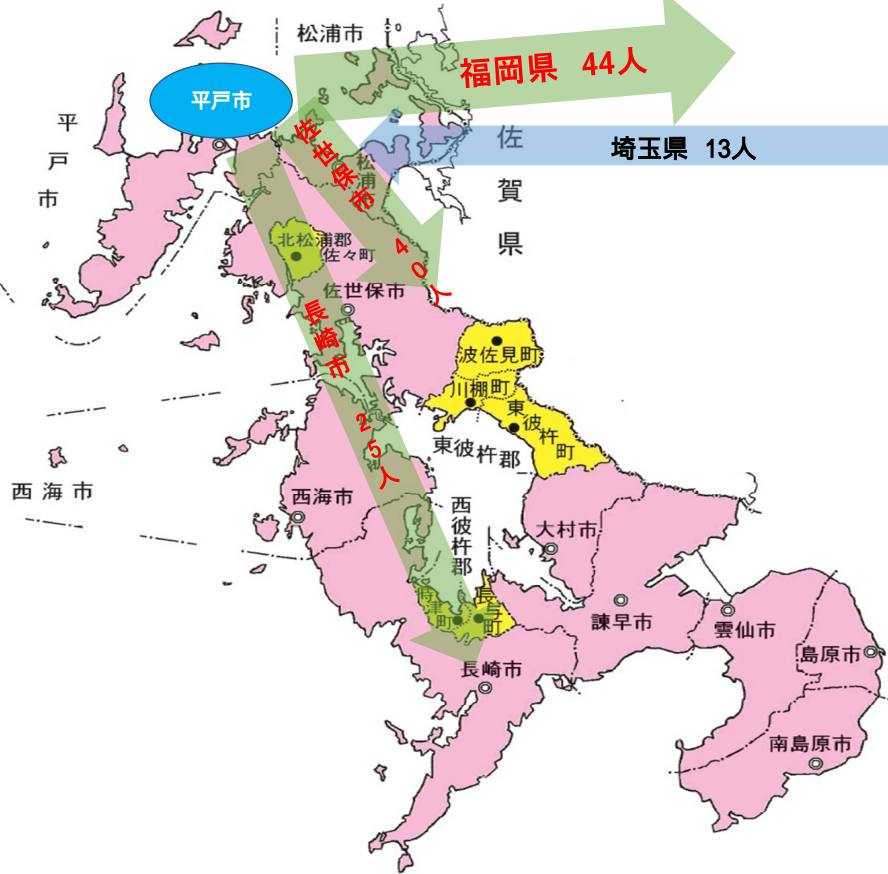 松浦市
福岡県 44人
平戸市
平戸市
佐世保市
40人
埼玉県 13人
佐賀県
松浦
北松浦郡
佐々町
佐世保市
長崎市
25人
波佐見町
川棚町
東彼杵町
東彼杵郡
西海市
西海市
西彼杵郡
大村市
時津町
長与町
諫早市
雲仙市
島原市
長崎市
南島原市